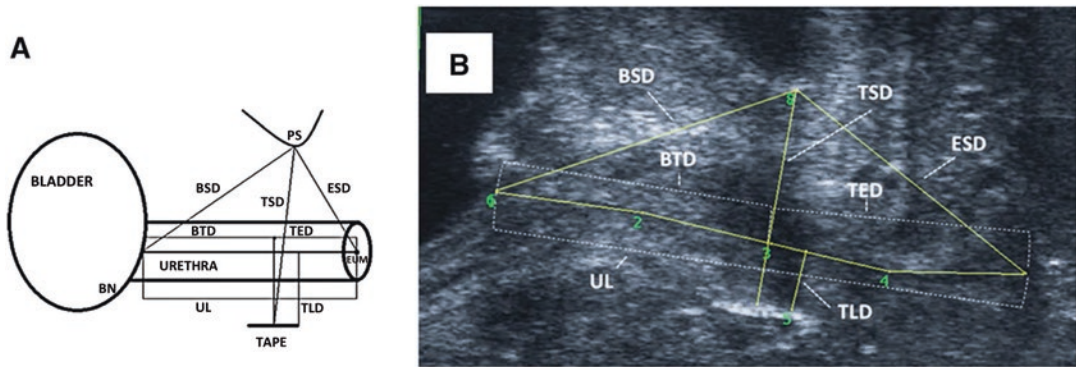 A
PS
BLADDER
BSD
ESD
TSD
BTD
TED
URETHRA
EUM
BN
UL
TLD
TAPE
B
BSD
TSD
BTD
ESD
TED
6
2
3
4
UL
TLD
5